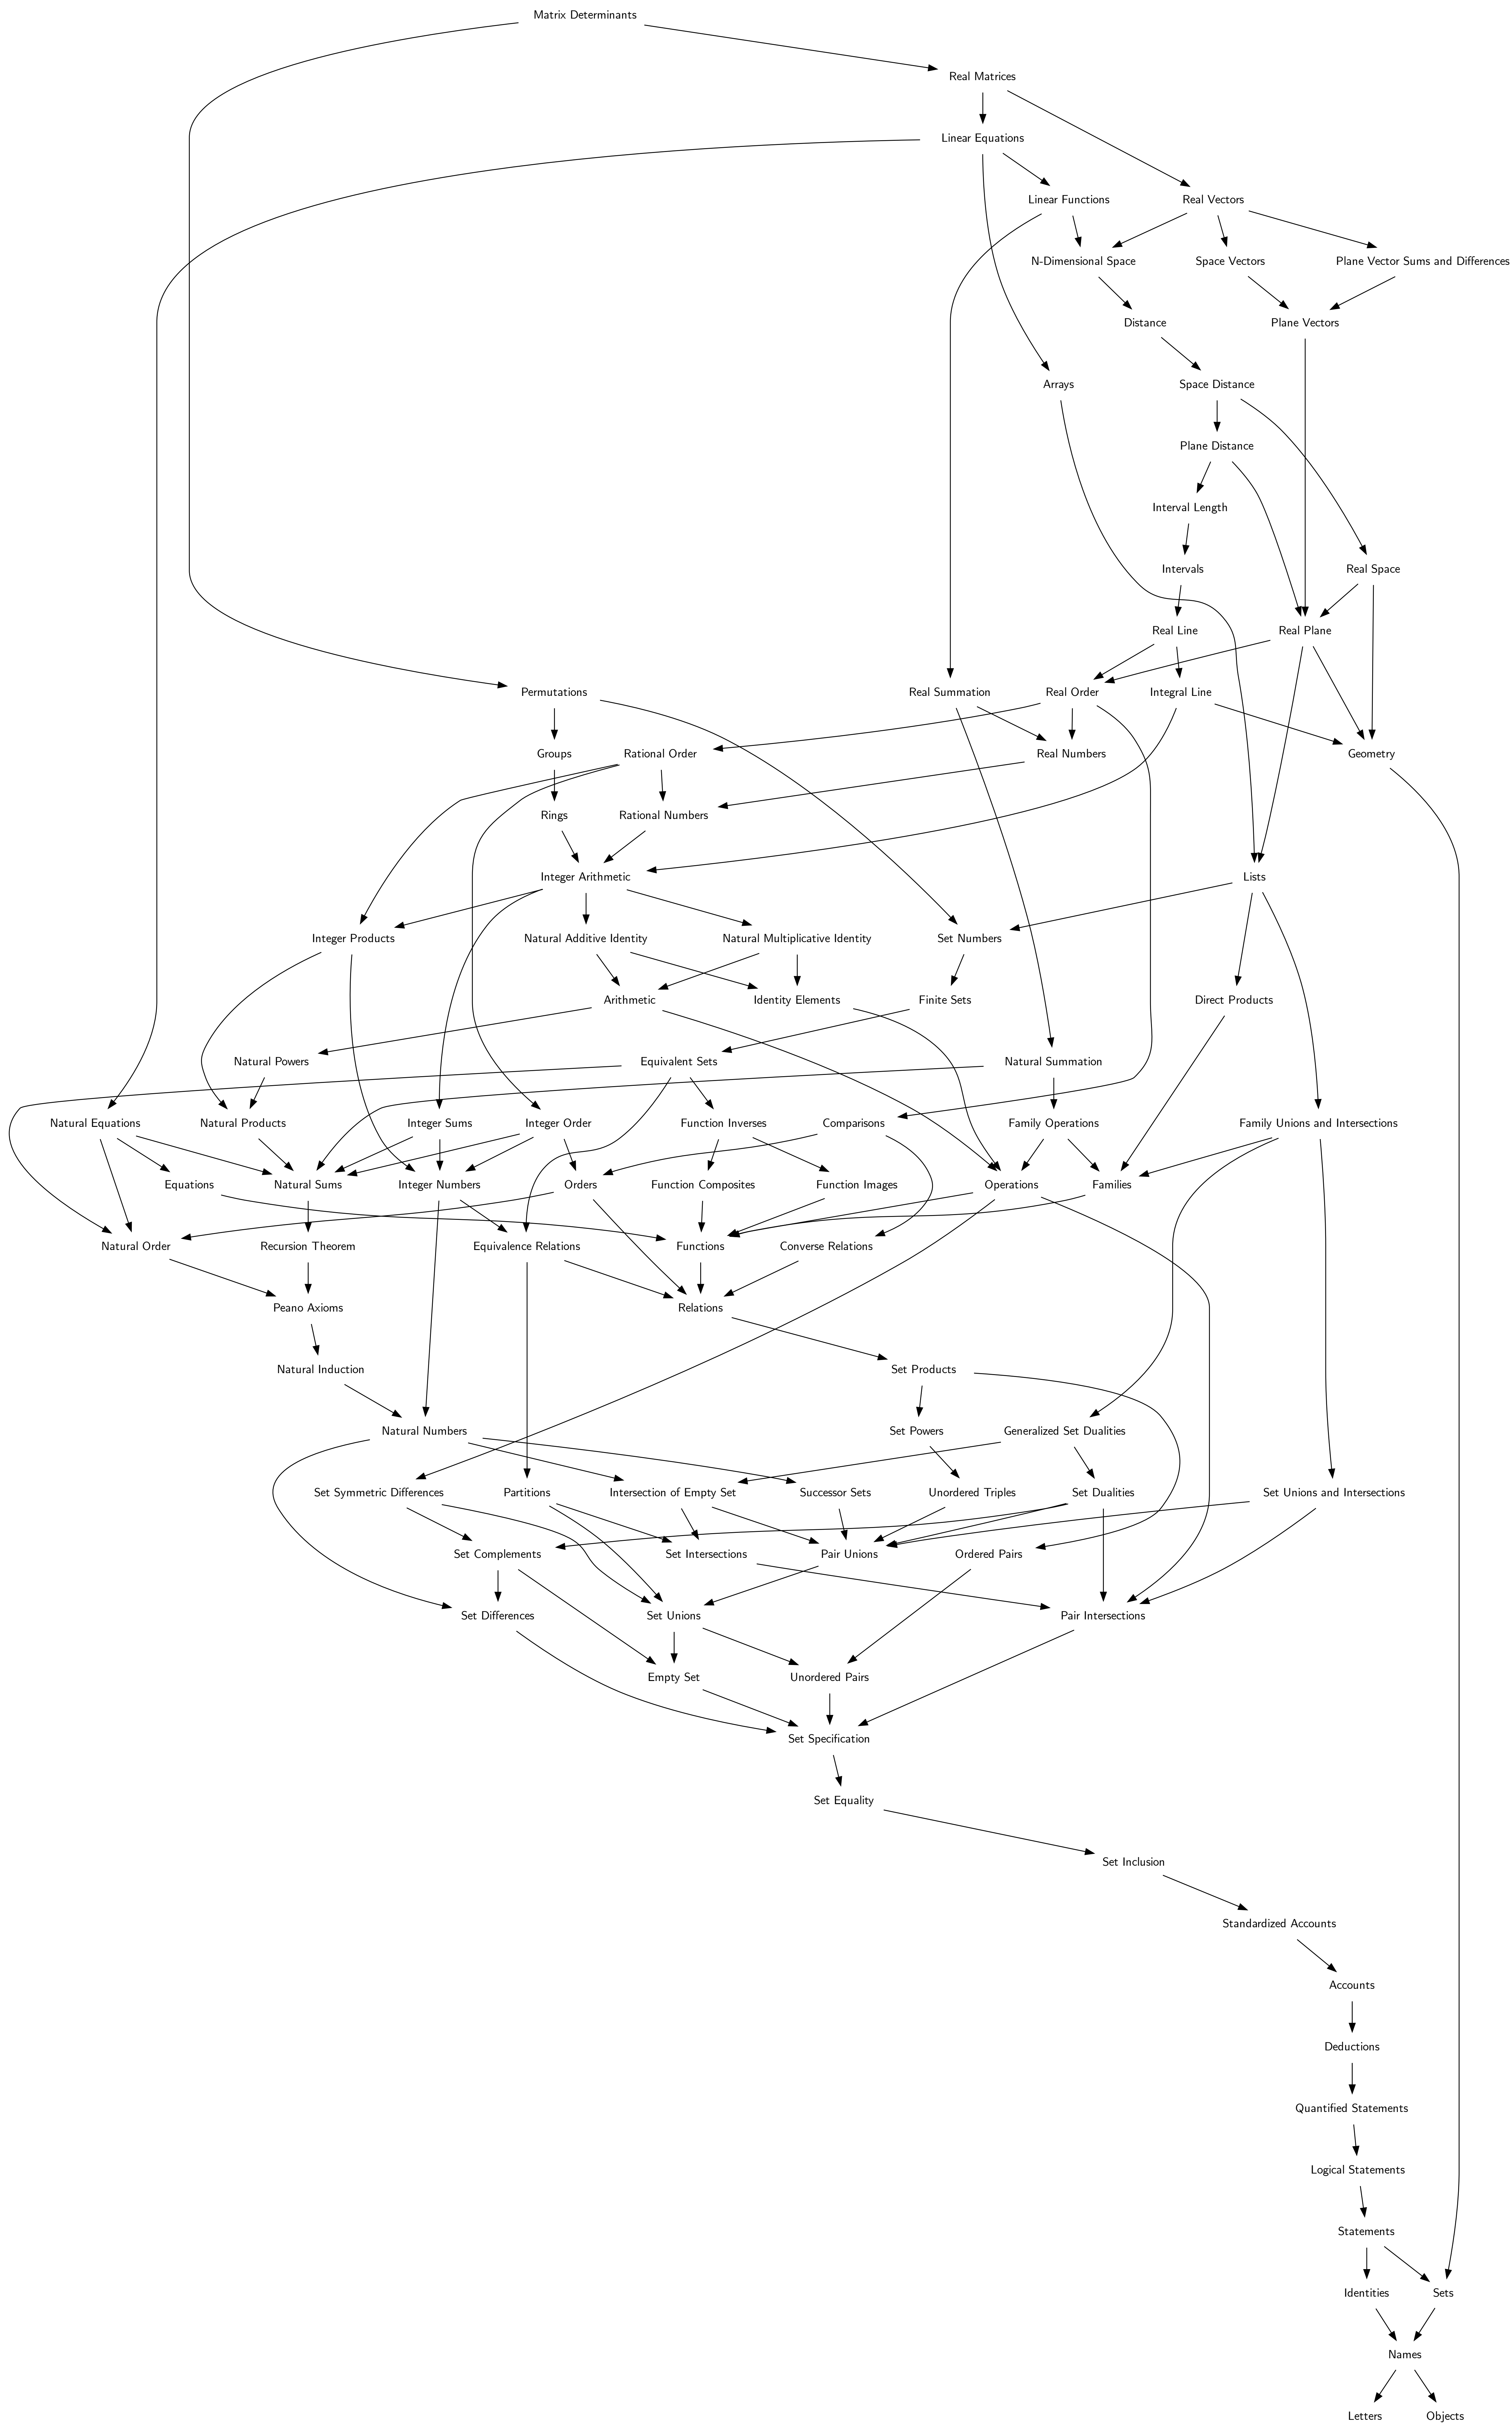 Matrix Determinants
Real Matrices
Linear Equations
Linear Functions
Real Vectors
N-Dimensional Space
Space Vectors
Plane Vector Sums and Differences
Distance
Plane Vectors
Arrays
Space Distance
Plane Distance
Interval Length
Intervals
Real Space
Real Line
Real Plane
Permutations
Real Summation
Real Order
Integral Line
Groups
Rational Order
Real Numbers
Geometry
Rings
Rational Numbers
Integer Arithmetic
Lists
Integer Products
Natural Additive Identity
Natural Multiplicative Identity
Set Numbers
Arithmetic
Identity Elements
Finite Sets
Direct Products
Natural Powers
Equivalent Sets
Natural Summation
Natural Equations
Natural Products
Integer Sums
Integer Order
Function Inverses
Comparisons
Family Operations
Family Unions and Intersections
Equations
Natural Sums
Integer Numbers
Orders
Function Composites
Function Images
Operations
Families
Natural Order
Recursion Theorem
Equivalence Relations
Functions
Converse Relations
Peano Axioms
Relations
Natural Induction
Set Products
Natural Numbers
Set Powers
Generalized Set Dualities
Set Symmetric Differences
Partitions
Intersection of Empty Set
Successor Sets
Unordered Triples
Set Dualities
Set Unions and Intersections
Set Complements
Set Intersections
Pair Unions
Ordered Pairs
Set Differences
Set Unions
Pair Intersections
Empty Set
Unordered Pairs
Set Specification
Set Equality
Set Inclusion
Standardized Accounts
Accounts
Deductions
Quantified Statements
Logical Statements
Statements
Identities
Sets
Names
Letters
Objects